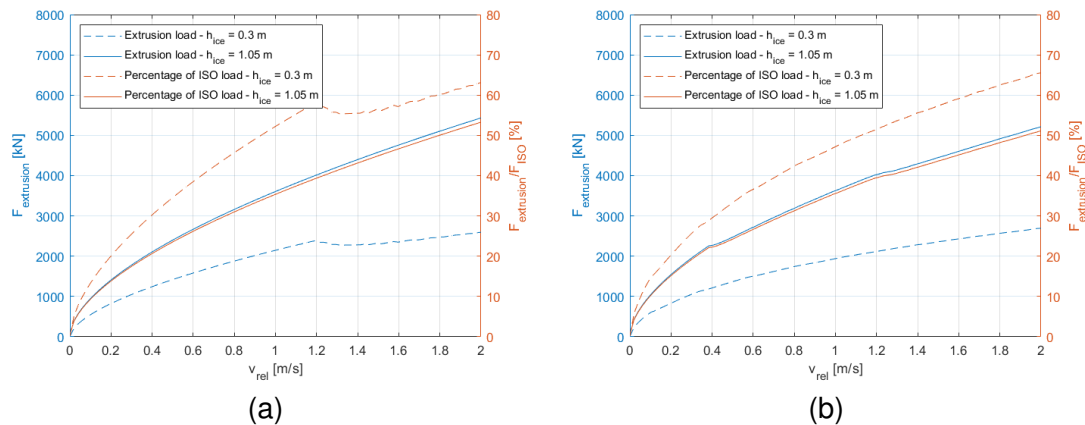 8000
7000
6000
5000
4000
3000
2000
1000
0
F_extrusion [kN]
Extrusion load - h_ice = 0.3 m
Extrusion load - h_ice = 1.05 m
Percentage of ISO load - h_ice = 0.3 m
Percentage of ISO load - h_ice = 1.05 m
80
70
60
50
40
30
20
10
0
F_extrusion/F_ISO [%]
0 0.2 0.4 0.6 0.8 1 1.2 1.4 1.6 1.8 2
v_rel [m/s]
(a)
8000
7000
6000
5000
4000
3000
2000
1000
0
F_extrusion [kN]
Extrusion load - h_ice = 0.3 m
Extrusion load - h_ice = 1.05 m
Percentage of ISO load - h_ice = 0.3 m
Percentage of ISO load - h_ice = 1.05 m
80
70
60
50
40
30
20
10
0
F_extrusion/F_ISO [%]
0 0.2 0.4 0.6 0.8 1 1.2 1.4 1.6 1.8 2
v_rel [m/s]
(b)